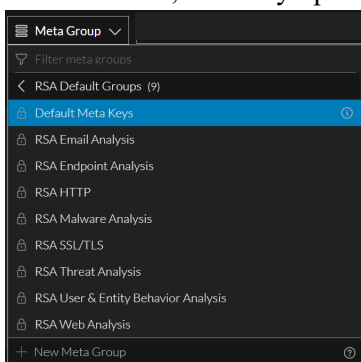 Meta Group
Filter meta groups
RSA Default Groups (9)
Default Meta Keys
RSA Email Analysis
RSA Endpoint Analysis
RSA HTTP
RSA Malware Analysis
RSA SSL/TLS
RSA Threat Analysis
RSA User & Entity Behavior Analysis
RSA Web Analysis
+ New Meta Group